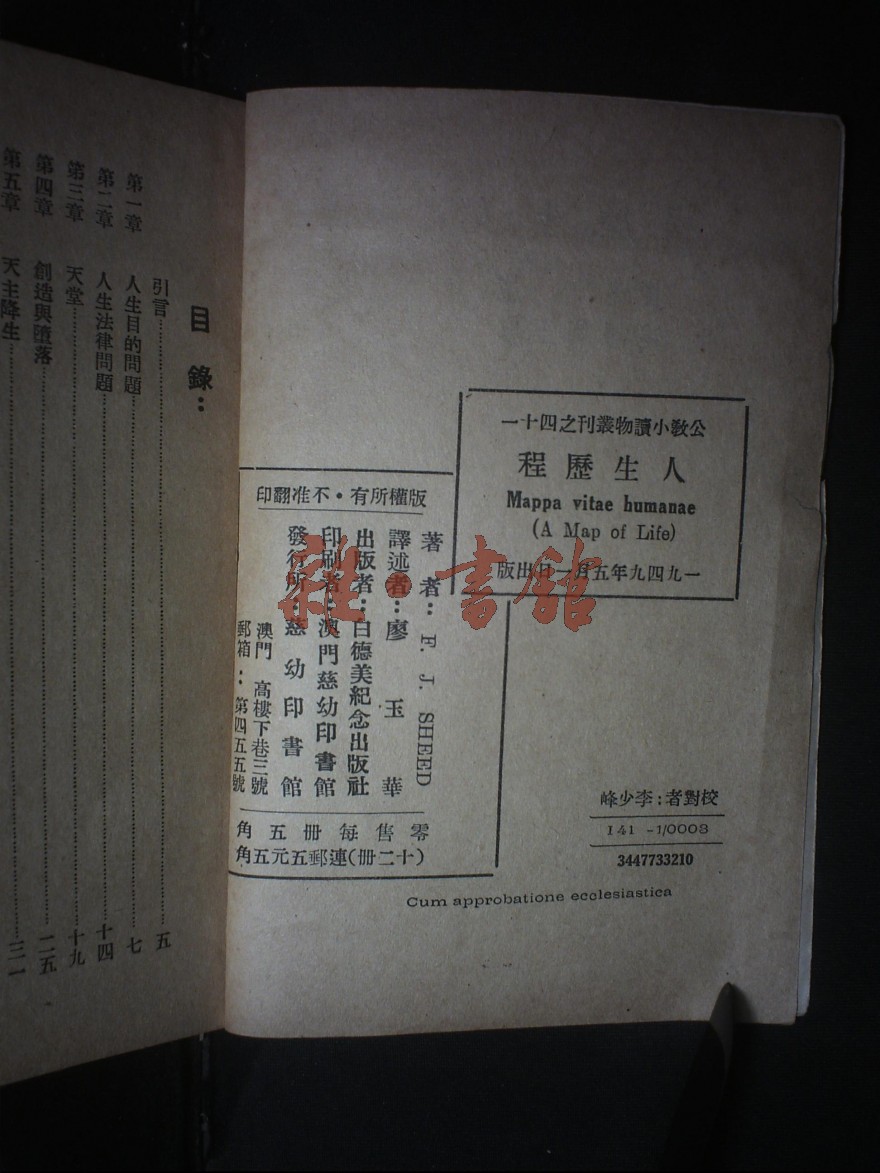 公教小讀物叢刊之四十一
人生歷程
Mappa vitae humanae
(A Map of Life)
一九四九年五月一日出版
版權所有·不准翻印
著者：F. J. SHEED
譯述者：廖玉華
出版者：白德美紀念出版社
印刷者：澳門慈幼印書館
發行所：慈幼印書館
澳門 高樓下巷三號
郵箱：第四五五號
零售每冊五角
(十二冊)連郵五元五角
校對者：李少峰
141 -1/0003
3447733210
Cum approbatione ecclesiastica
目錄：
引言……五
第一章 人生目的問題……七
第二章 人生法律問題……十四
第三章 天堂……十九
第四章 創造與墮落……二五
第五章 天主降生……三一
雜·書館